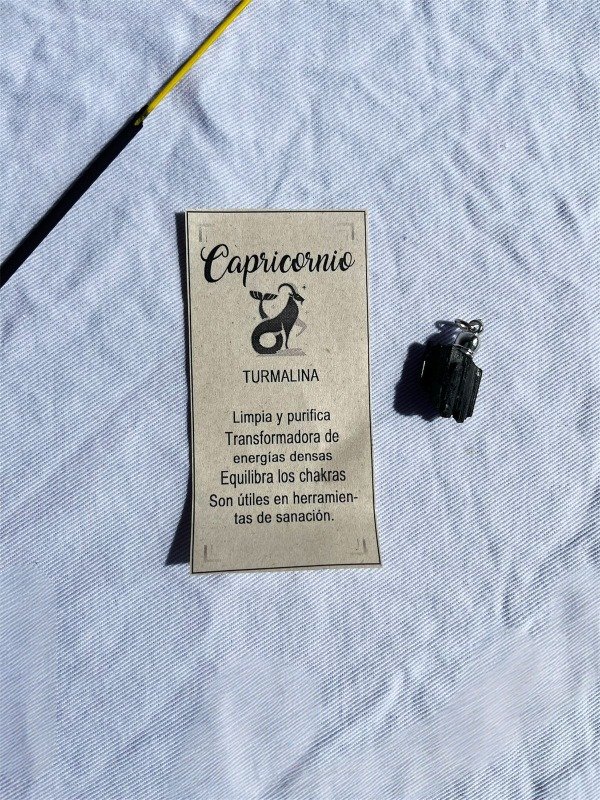 Capricornio
TURMALINA
Limpia y purifica
Transformadora de
energías densas
Equilibra los chakras
Son útiles en herramien-
tas de sanación.